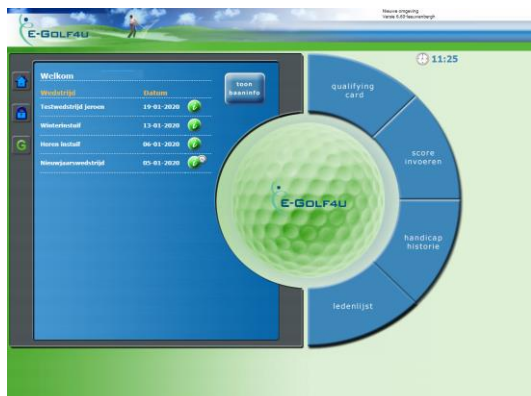 Nieuwe omgeving
Versie 6.63 leeuwenbergh
E-GOLF4U
11:25
Welkom
toon
baaninfo
Wedstrijd Datum
Testwedstrijd jeroen 19-01-2020
Winterinstuif 13-01-2020
Heren instuif 06-01-2020
Nieuwjaarswedstrijd 05-01-2020
G
qualifying
card
score
invoeren
E-GOLF4U
handicap
historie
ledenlijst